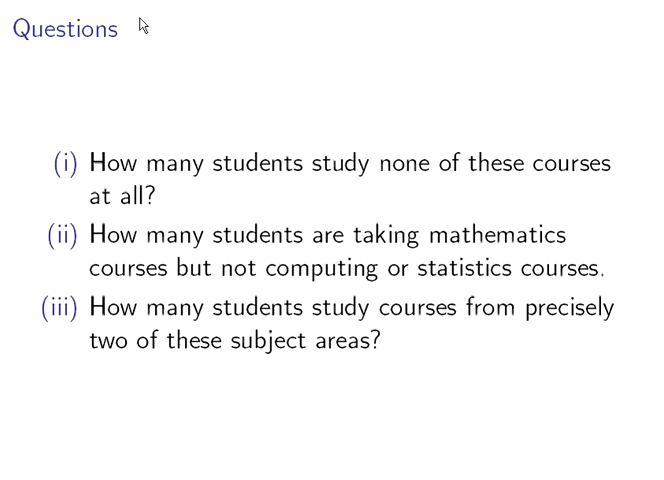 Questions
(i) How many students study none of these courses
at all?
(ii) How many students are taking mathematics
courses but not computing or statistics courses.
(iii) How many students study courses from precisely
two of these subject areas?